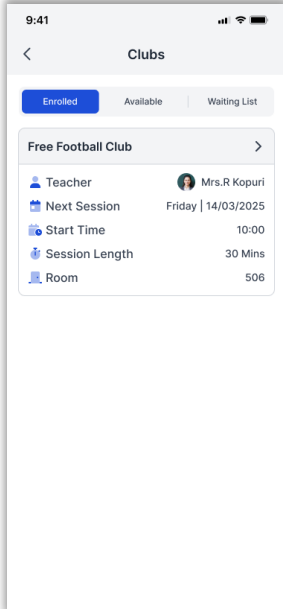 9:41
Clubs
Enrolled Available Waiting List
Free Football Club
Teacher Mrs.R Kopuri
Next Session Friday | 14/03/2025
Start Time 10:00
Session Length 30 Mins
Room 506